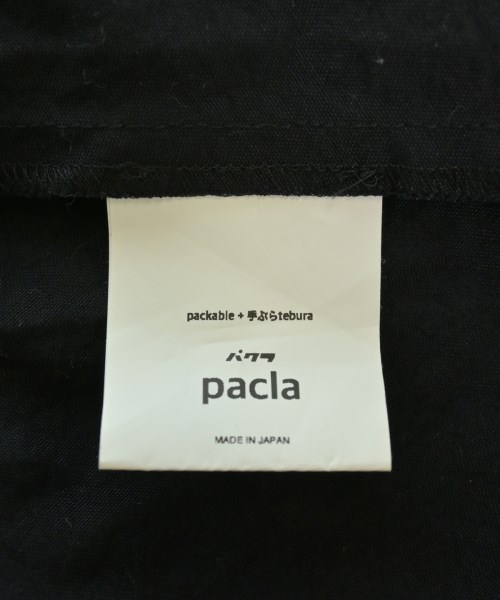 packable + 手ぶらtebura
パクラ
pacla
MADE IN JAPAN